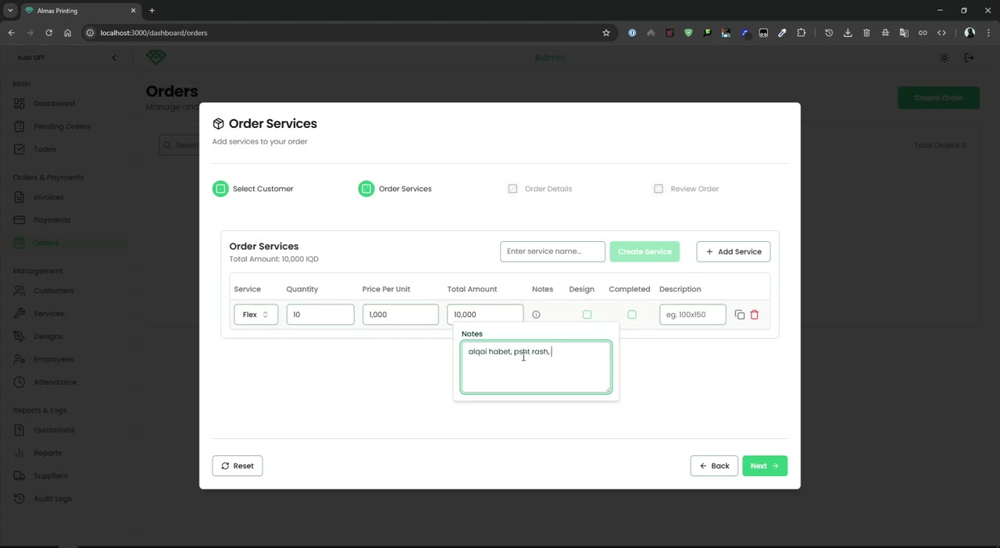 Almas Printing
localhost:3000/dashboard/orders
Auto OFF
Admin
Main
Dashboard
Pending Orders
Todos
Orders & Payments
Invoices
Payments
Orders
Management
Customers
Services
Designs
Employees
Attendance
Reports & Logs
Quotations
Reports
Suppliers
Audit Logs
Orders
Manage and
Create Order
Search
Total Orders: 0
Order Services
Add services to your order
Select Customer
Order Services
Order Details
Review Order
Order Services
Total Amount: 10,000 IQD
Enter service name...
Create Service
Add Service
Service Quantity Price Per Unit Total Amount Notes Design Completed Description
Flex 10 1,000 10,000 eg. 100x150
Notes
alqai habet, psht rash,
Reset
Back
Next